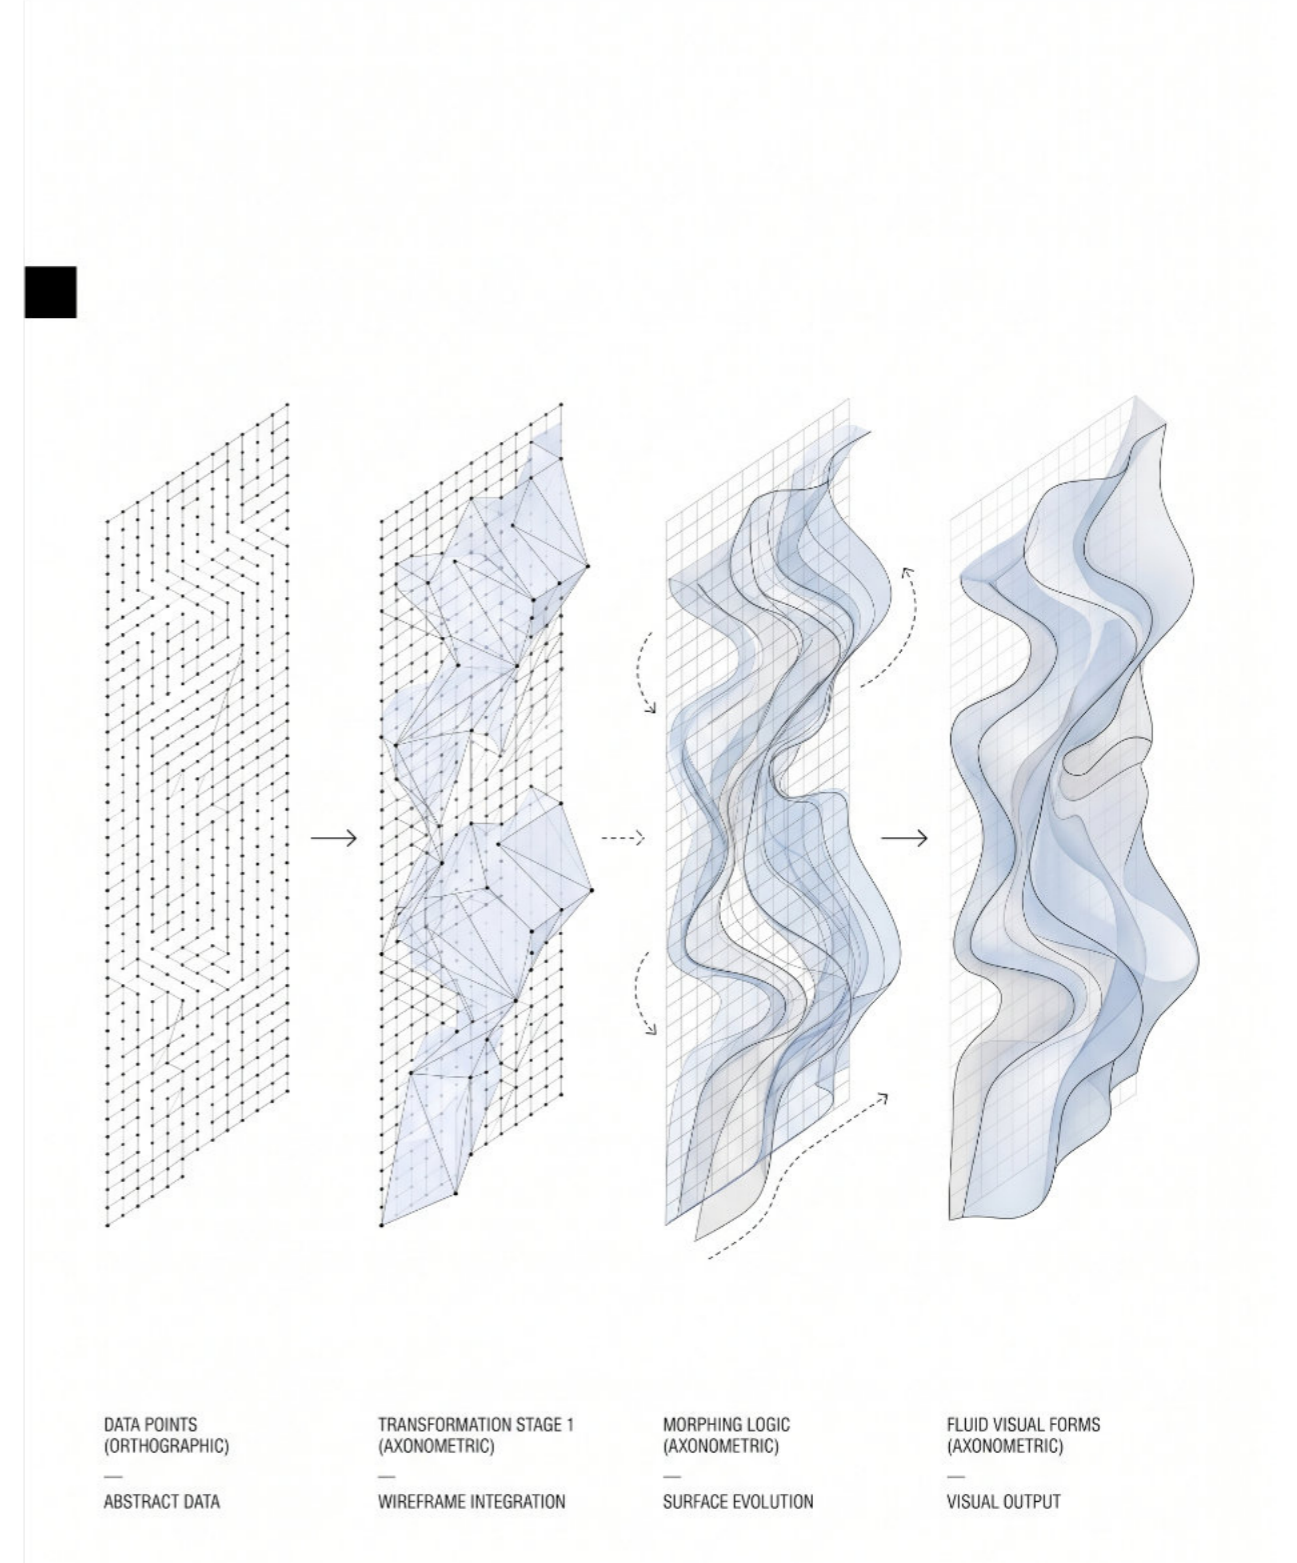 DATA POINTS
(ORTHOGRAPHIC)
—
ABSTRACT DATA
TRANSFORMATION STAGE 1
(AXONOMETRIC)
—
WIREFRAME INTEGRATION
MORPHING LOGIC
(AXONOMETRIC)
—
SURFACE EVOLUTION
FLUID VISUAL FORMS
(AXONOMETRIC)
—
VISUAL OUTPUT